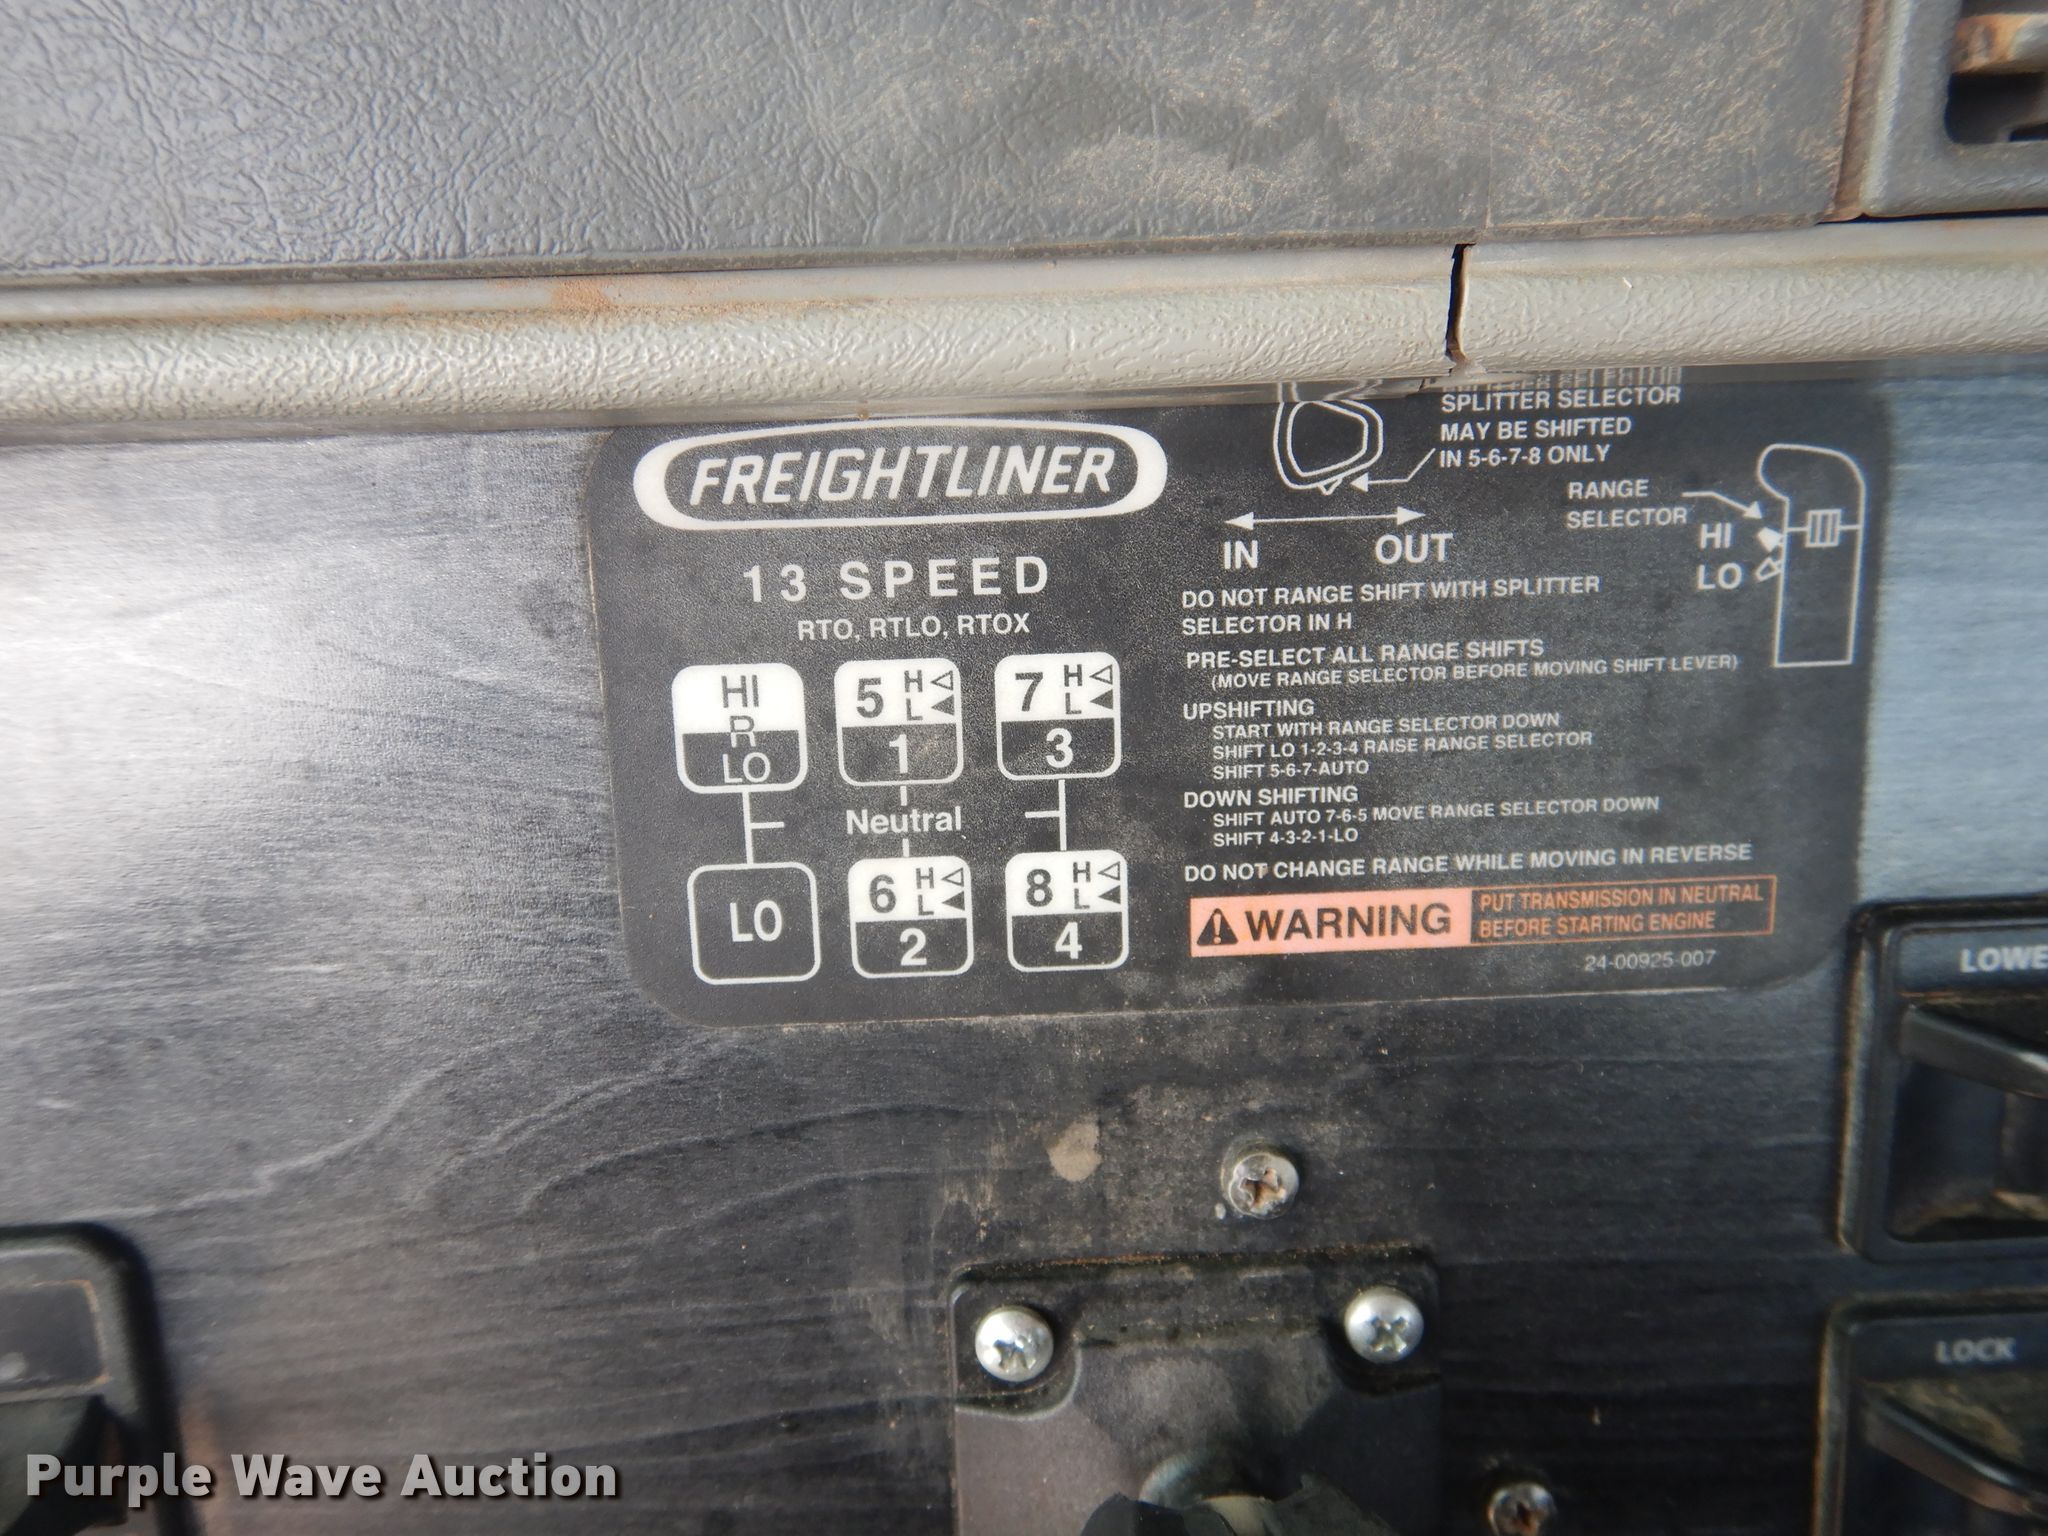 FREIGHTLINER
13 SPEED
RTO, RTLO, RTOX
HI
R
LO
5 H
L
1
7 H
L
3
Neutral
LO
6 H
L
2
8 H
L
4
SPLITTER SELECTOR
MAY BE SHIFTED
IN 5-6-7-8 ONLY
RANGE
SELECTOR
HI
LO
IN OUT
DO NOT RANGE SHIFT WITH SPLITTER
SELECTOR IN H
PRE-SELECT ALL RANGE SHIFTS
(MOVE RANGE SELECTOR BEFORE MOVING SHIFT LEVER)
UPSHIFTING
START WITH RANGE SELECTOR DOWN
SHIFT LO 1-2-3-4 RAISE RANGE SELECTOR
SHIFT 5-6-7-AUTO
DOWN SHIFTING
SHIFT AUTO 7-6-5 MOVE RANGE SELECTOR DOWN
SHIFT 4-3-2-1-LO
DO NOT CHANGE RANGE WHILE MOVING IN REVERSE
WARNING
PUT TRANSMISSION IN NEUTRAL
BEFORE STARTING ENGINE
24-00925-007
LOWE
LOCK
Purple Wave Auction